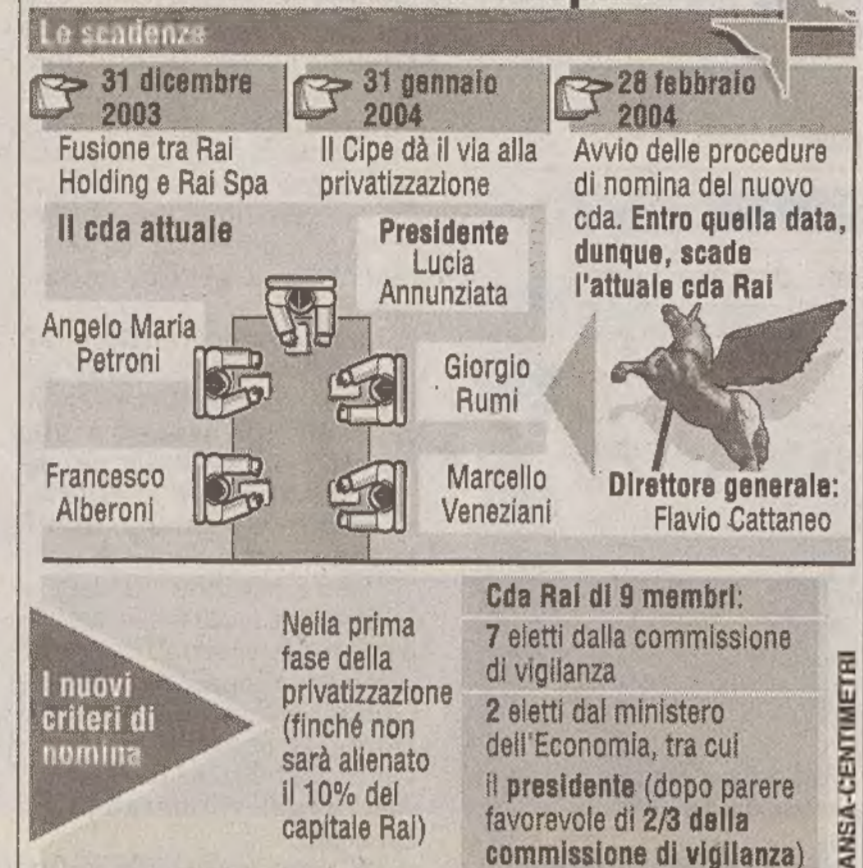 Le scadenze
31 dicembre
2003
Fusione tra Rai
Holding e Rai Spa
31 gennaio
2004
Il Cipe dà il via alla
privatizzazione
28 febbraio
2004
Avvio delle procedure
di nomina del nuovo
cda. Entro quella data,
dunque, scade
l'attuale cda Rai
Il cda attuale
Presidente
Lucia
Annunziata
Angelo Maria
Petroni
Giorgio
Rumi
Francesco
Alberoni
Marcello
Veneziani
Direttore generale:
Flavio Cattaneo
I nuovi
criteri di
nomina
Nella prima
fase della
privatizzazione
(finché non
sarà alienato
il 10% del
capitale Rai)
Cda Rai di 9 membri:
7 eletti dalla commissione
di vigilanza
2 eletti dal ministero
dell'Economia, tra cui
il presidente (dopo parere
favorevole di 2/3 della
commissione di vigilanza)
ANSA-CENTIMETRI